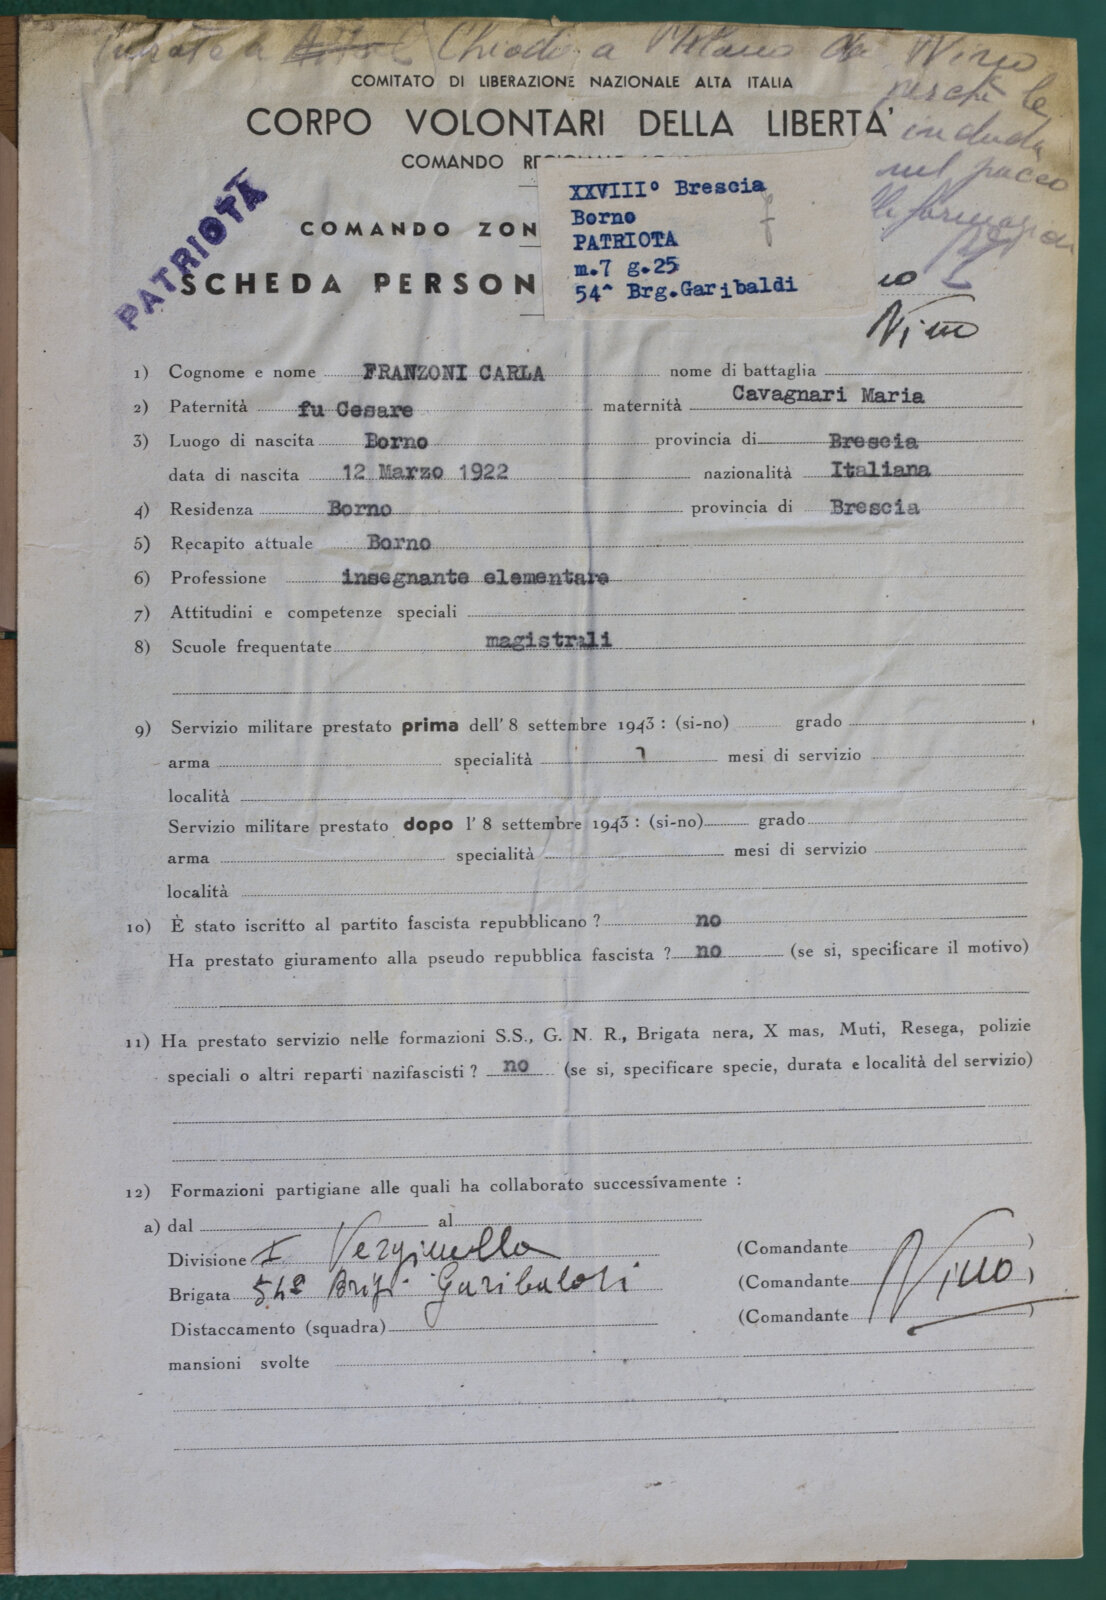 Chiodi a Milano da Nino
perchè le
includa
nel pacco
COMITATO DI LIBERAZIONE NAZIONALE ALTA ITALIA
CORPO VOLONTARI DELLA LIBERTA'
COMANDO
PATRIOTA
COMANDO ZON
SCHEDA PERSON
XXVIII° Brescia
Borno
PATRIOTA
m.7 g.25
54^ Brg.Garibaldi
Nino
1) Cognome e nome FRANZONI CARLA nome di battaglia
2) Paternità fu Cesare maternità Cavagnari Maria
3) Luogo di nascita Borno provincia di Brescia
data di nascita 12 Marzo 1922 nazionalità Italiana
4) Residenza Borno provincia di Brescia
5) Recapito attuale Borno
6) Professione insegnante elementare
7) Attitudini e competenze speciali
8) Scuole frequentate magistrali
9) Servizio militare prestato prima dell' 8 settembre 1943 : (si-no) grado
arma specialità mesi di servizio
località
Servizio militare prestato dopo l' 8 settembre 1943 : (si-no) grado
arma specialità mesi di servizio
località
10) È stato iscritto al partito fascista repubblicano ? no
Ha prestato giuramento alla pseudo repubblica fascista ? no (se si, specificare il motivo)
11) Ha prestato servizio nelle formazioni S.S., G. N. R., Brigata nera, X mas, Muti, Resega, polizie
speciali o altri reparti nazifascisti ? no (se si, specificare specie, durata e località del servizio)
12) Formazioni partigiane alle quali ha collaborato successivamente :
a) dal al
Divisione I Verginella (Comandante )
Brigata 54ª Brig. Garibaldi (Comandante Nino )
Distaccamento (squadra) (Comandante )
mansioni svolte